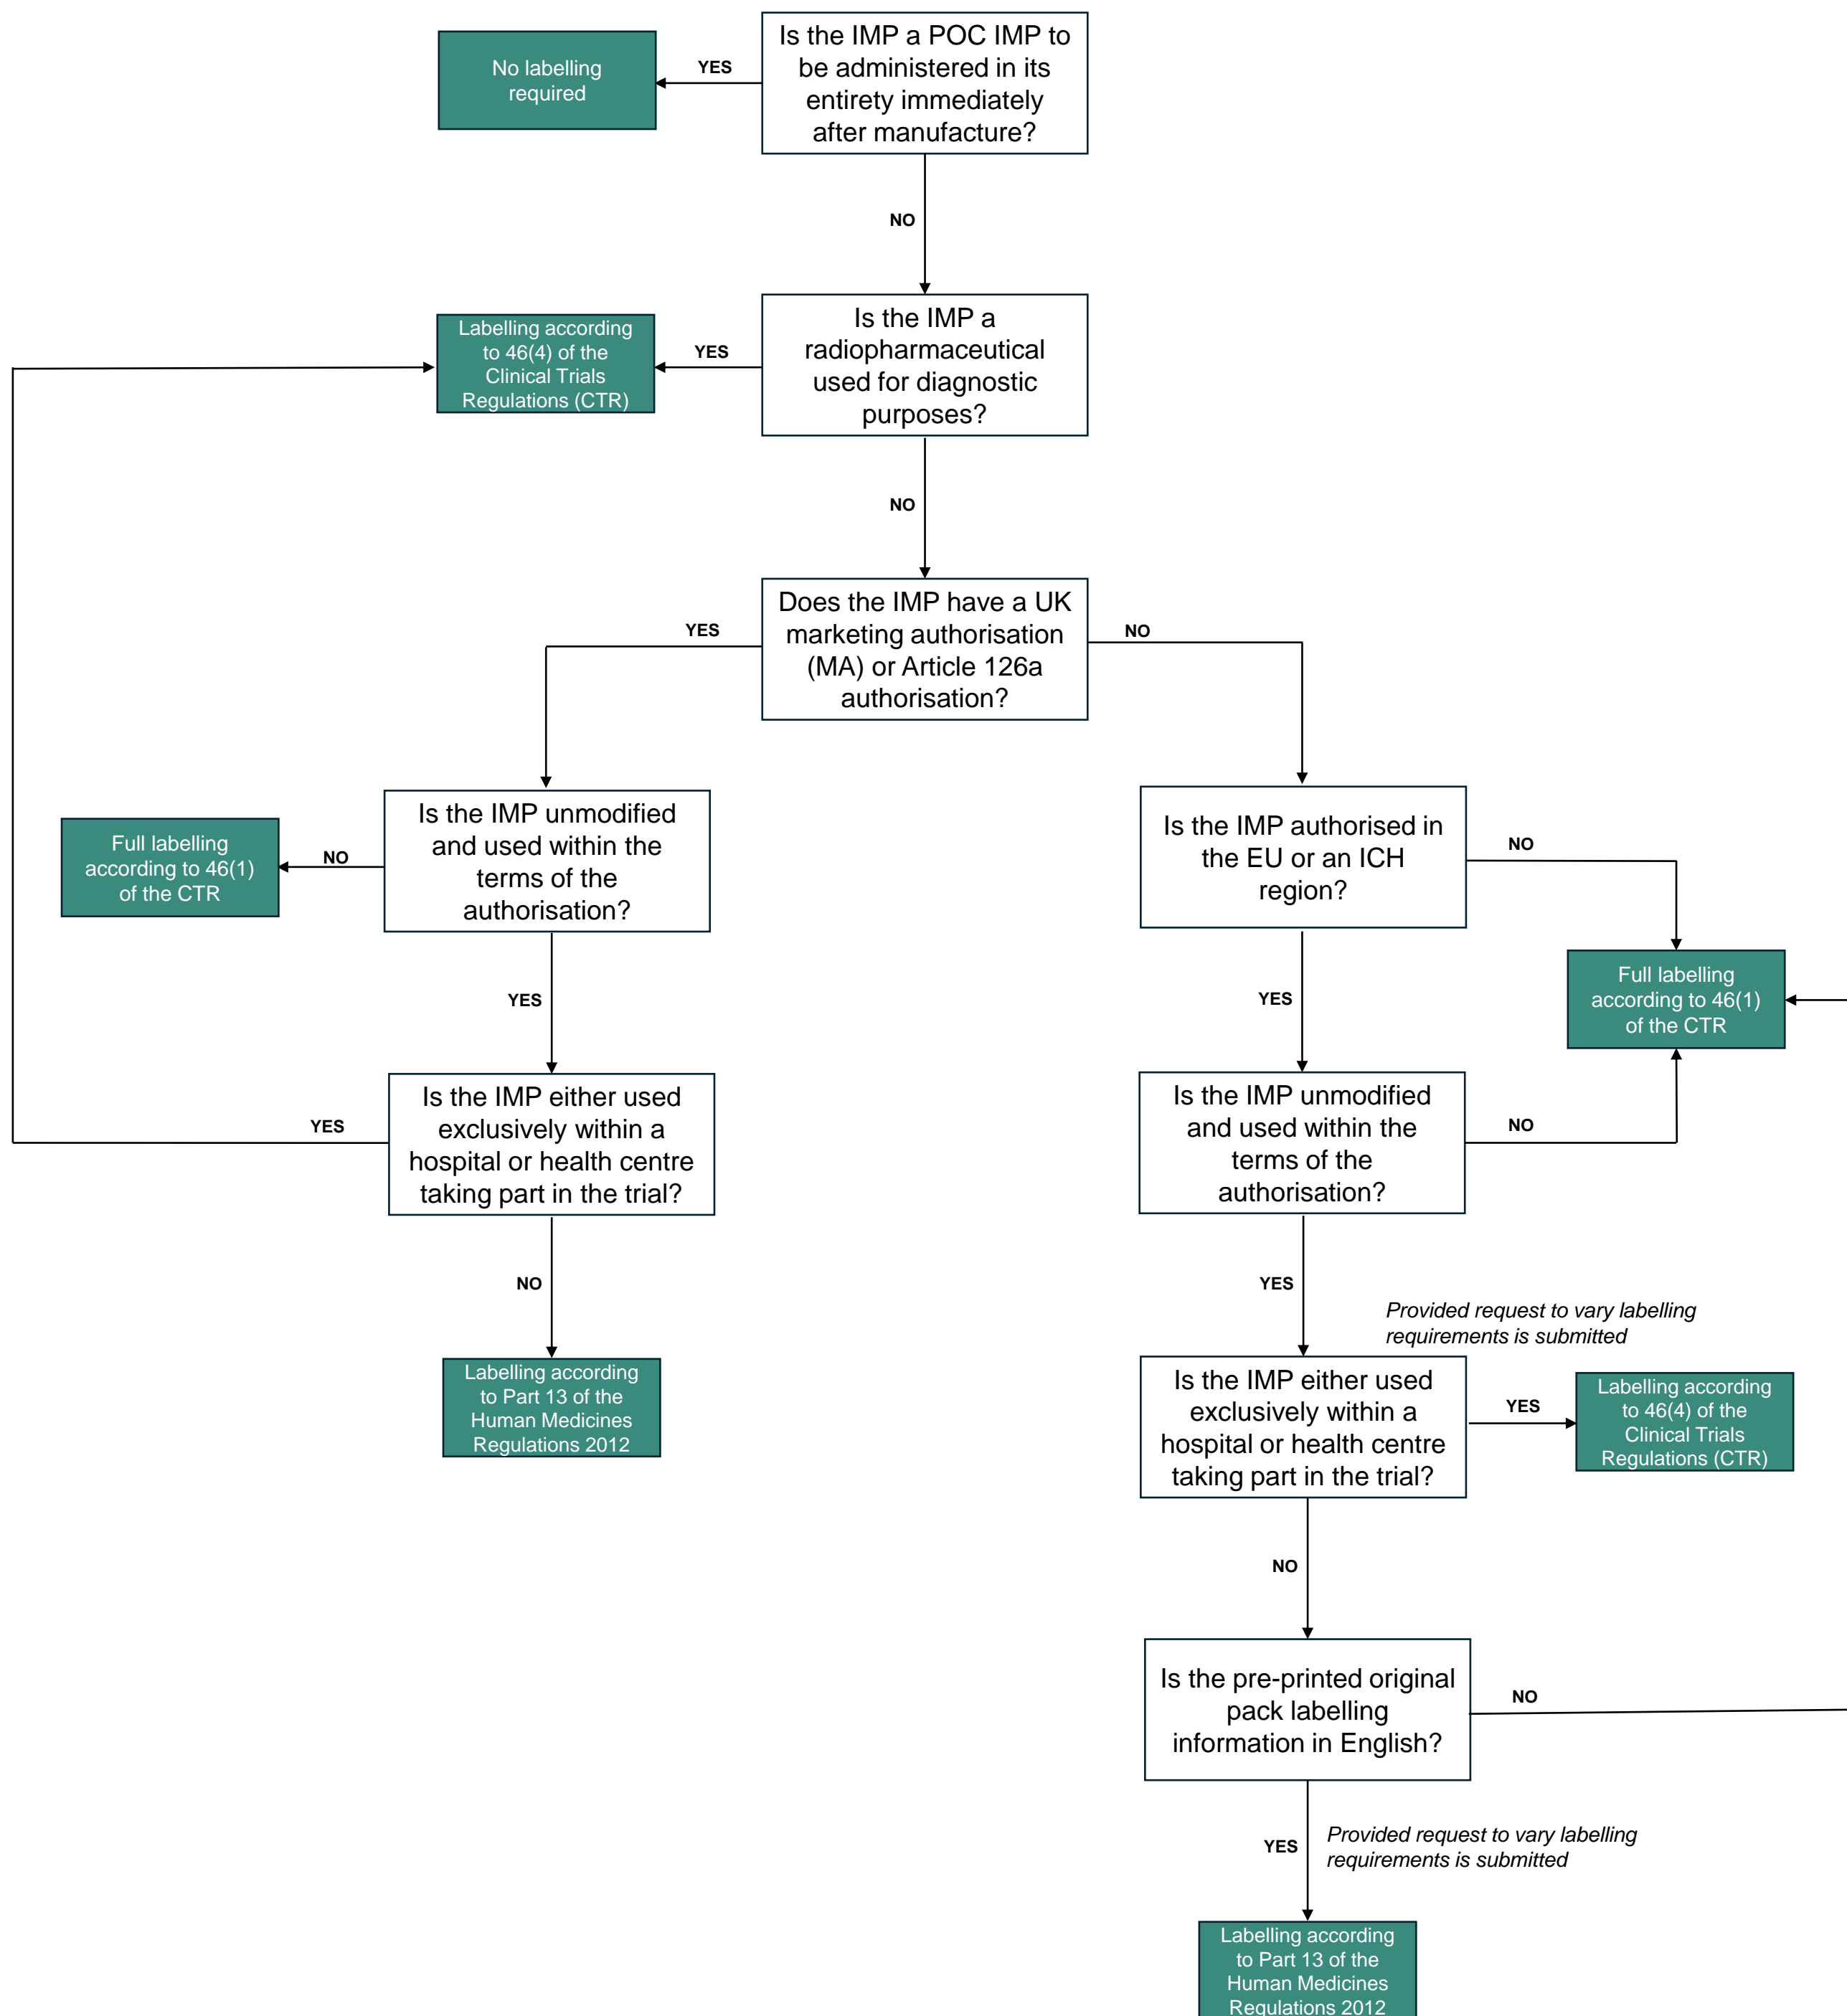 Is the IMP a POC IMP to
be administered in its
entirety immediately
after manufacture?
YES
No labelling
required
NO
Is the IMP a
radiopharmaceutical
used for diagnostic
purposes?
YES
Labelling according
to 46(4) of the
Clinical Trials
Regulations (CTR)
NO
Does the IMP have a UK
marketing authorisation
(MA) or Article 126a
authorisation?
YES
NO
Is the IMP unmodified
and used within the
terms of the
authorisation?
NO
Full labelling
according to 46(1)
of the CTR
YES
Is the IMP either used
exclusively within a
hospital or health centre
taking part in the trial?
YES
NO
Labelling according
to Part 13 of the
Human Medicines
Regulations 2012
Is the IMP authorised in
the EU or an ICH
region?
NO
Full labelling
according to 46(1)
of the CTR
YES
Is the IMP unmodified
and used within the
terms of the
authorisation?
NO
YES
Provided request to vary labelling
requirements is submitted
Is the IMP either used
exclusively within a
hospital or health centre
taking part in the trial?
YES
Labelling according
to 46(4) of the
Clinical Trials
Regulations (CTR)
NO
Is the pre-printed original
pack labelling
information in English?
NO
YES
Provided request to vary labelling
requirements is submitted
Labelling according
to Part 13 of the
Human Medicines
Regulations 2012